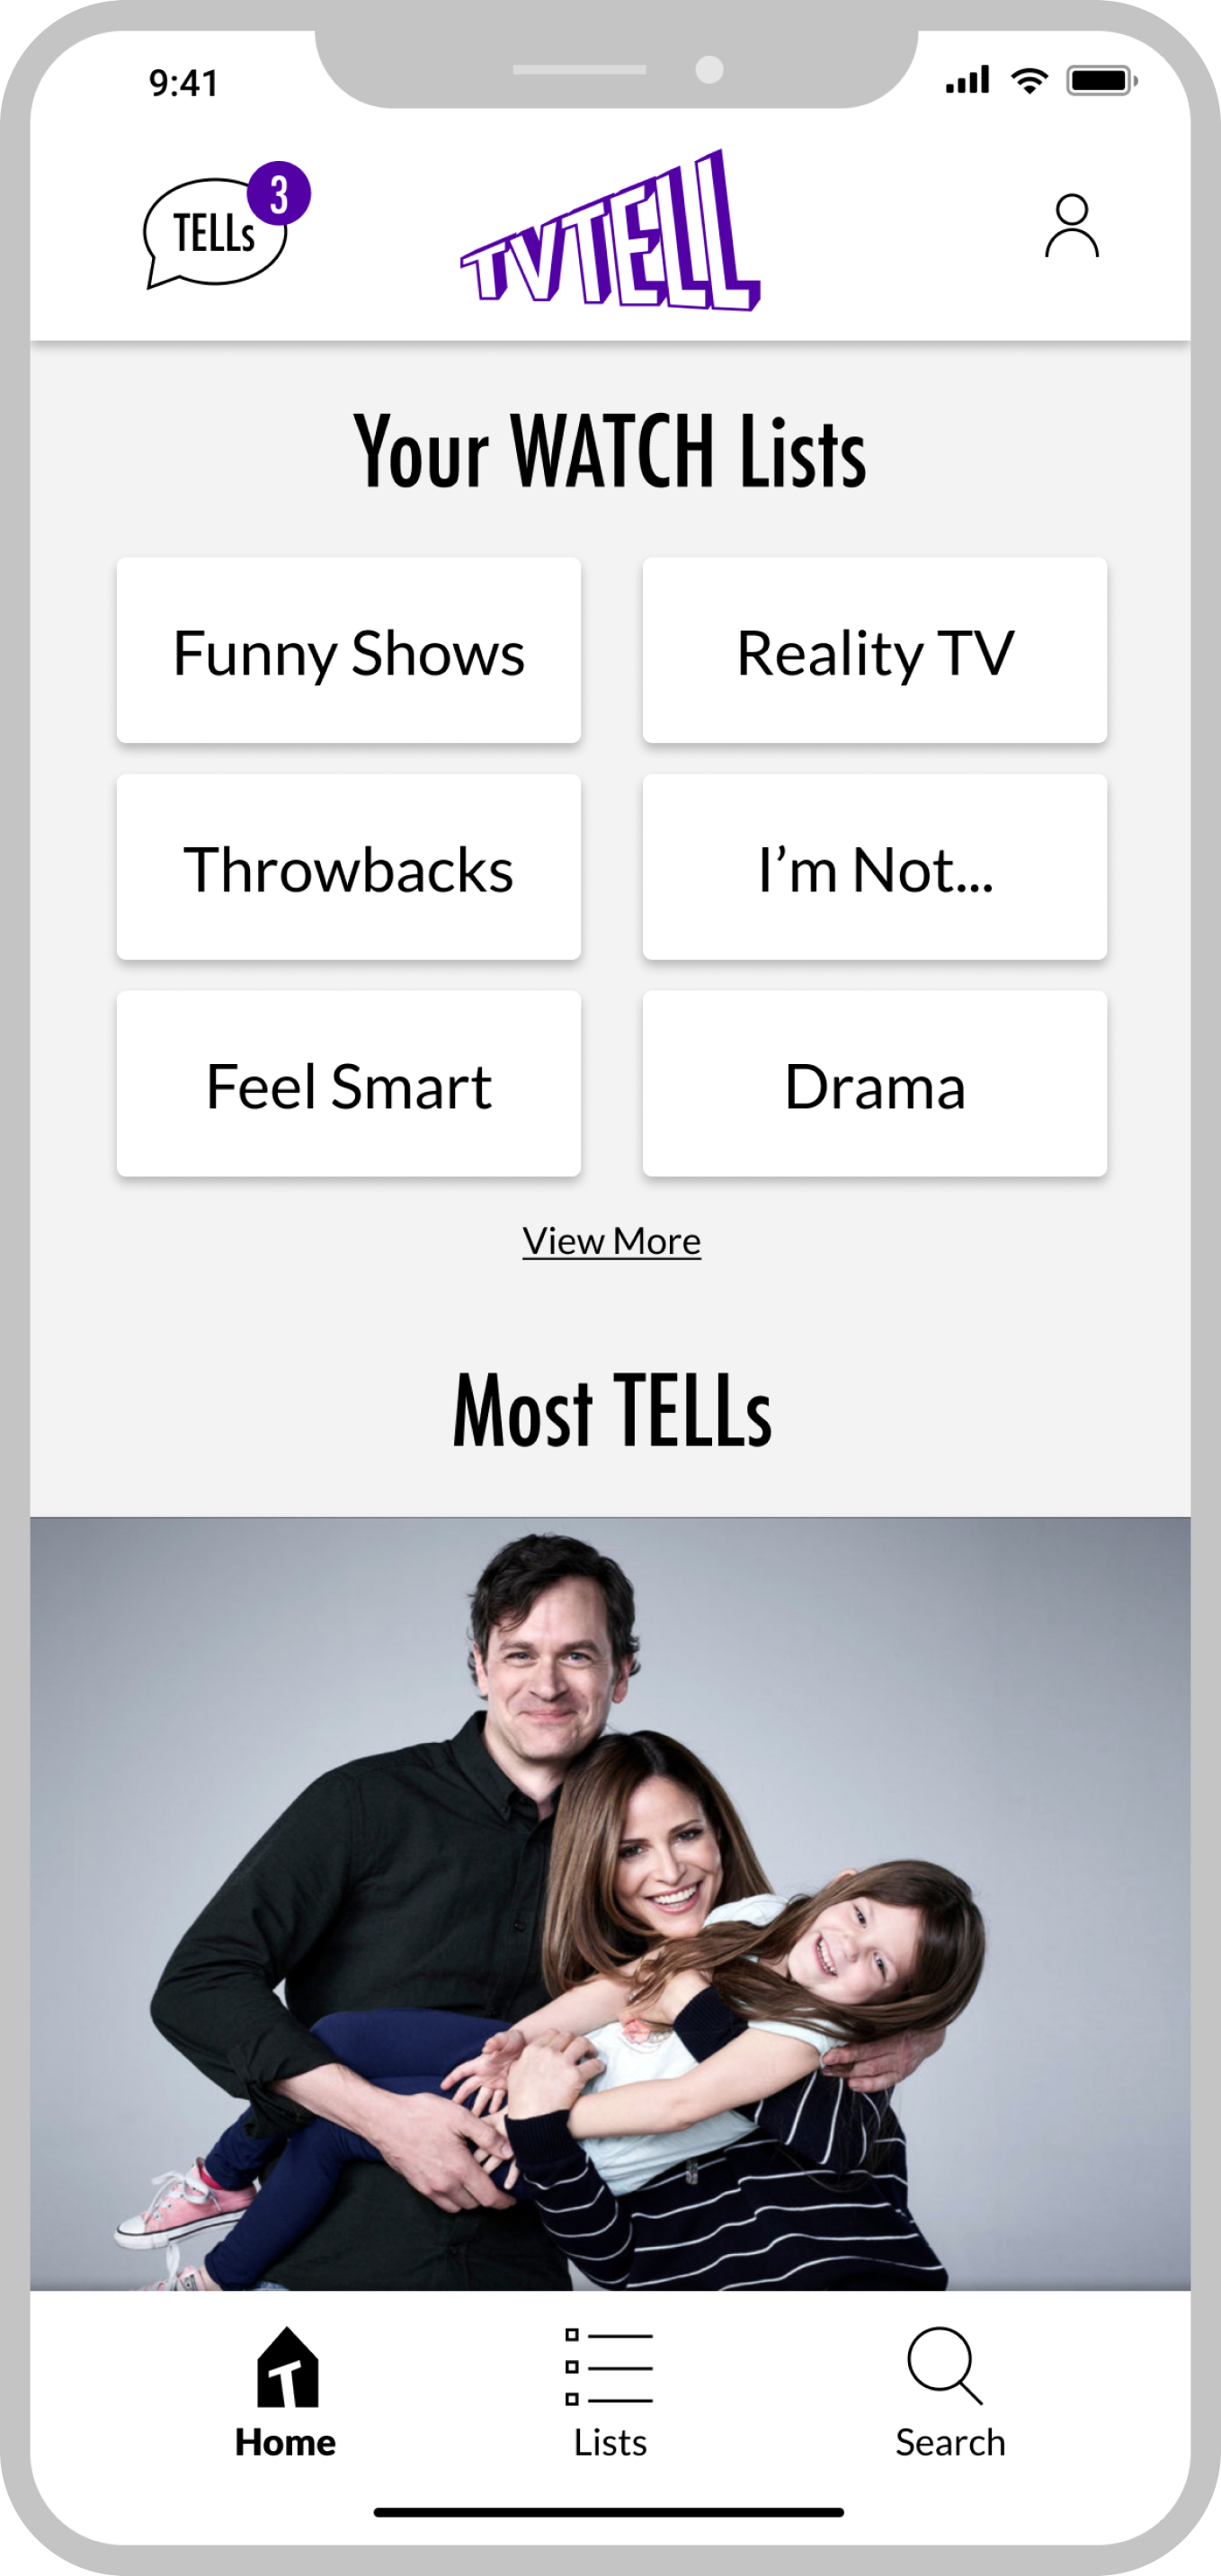 9:41
TELLs
3
TVTELL
Your WATCH Lists
Funny Shows
Reality TV
Throwbacks
I’m Not...
Feel Smart
Drama
View More
Most TELLs
T
Home
Lists
Search